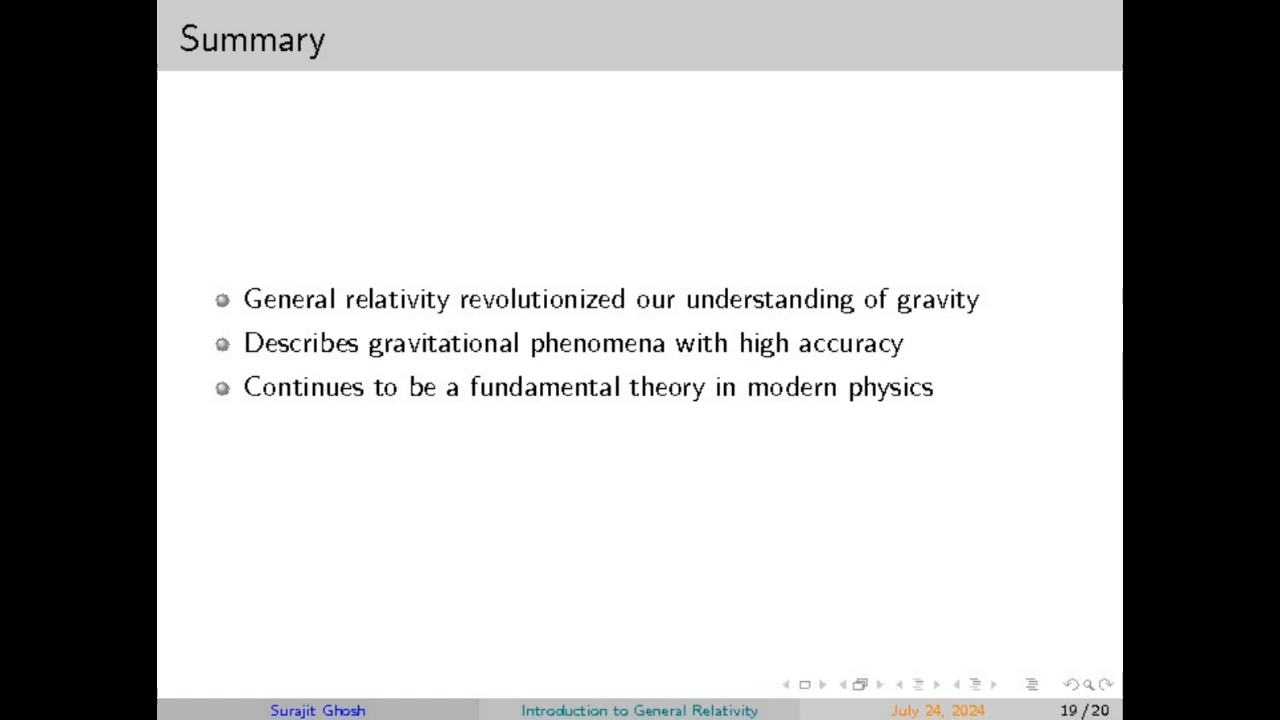 Summary
General relativity revolutionized our understanding of gravity
Describes gravitational phenomena with high accuracy
Continues to be a fundamental theory in modern physics
Surajit Ghosh
Introduction to General Relativity
July 24, 2024
19 / 20